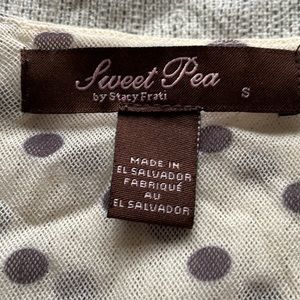 Sweet Pea
by Stacy Frati
S
MADE IN
EL SALVADOR
FABRIQUÉ
AU
EL SALVADOR